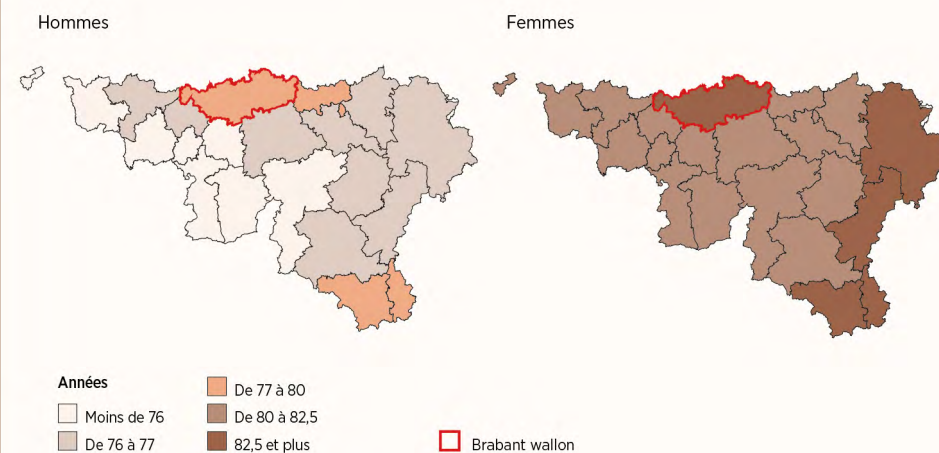 Hommes
Femmes
Années
Moins de 76
De 76 à 77
De 77 à 80
De 80 à 82,5
82,5 et plus
Brabant wallon